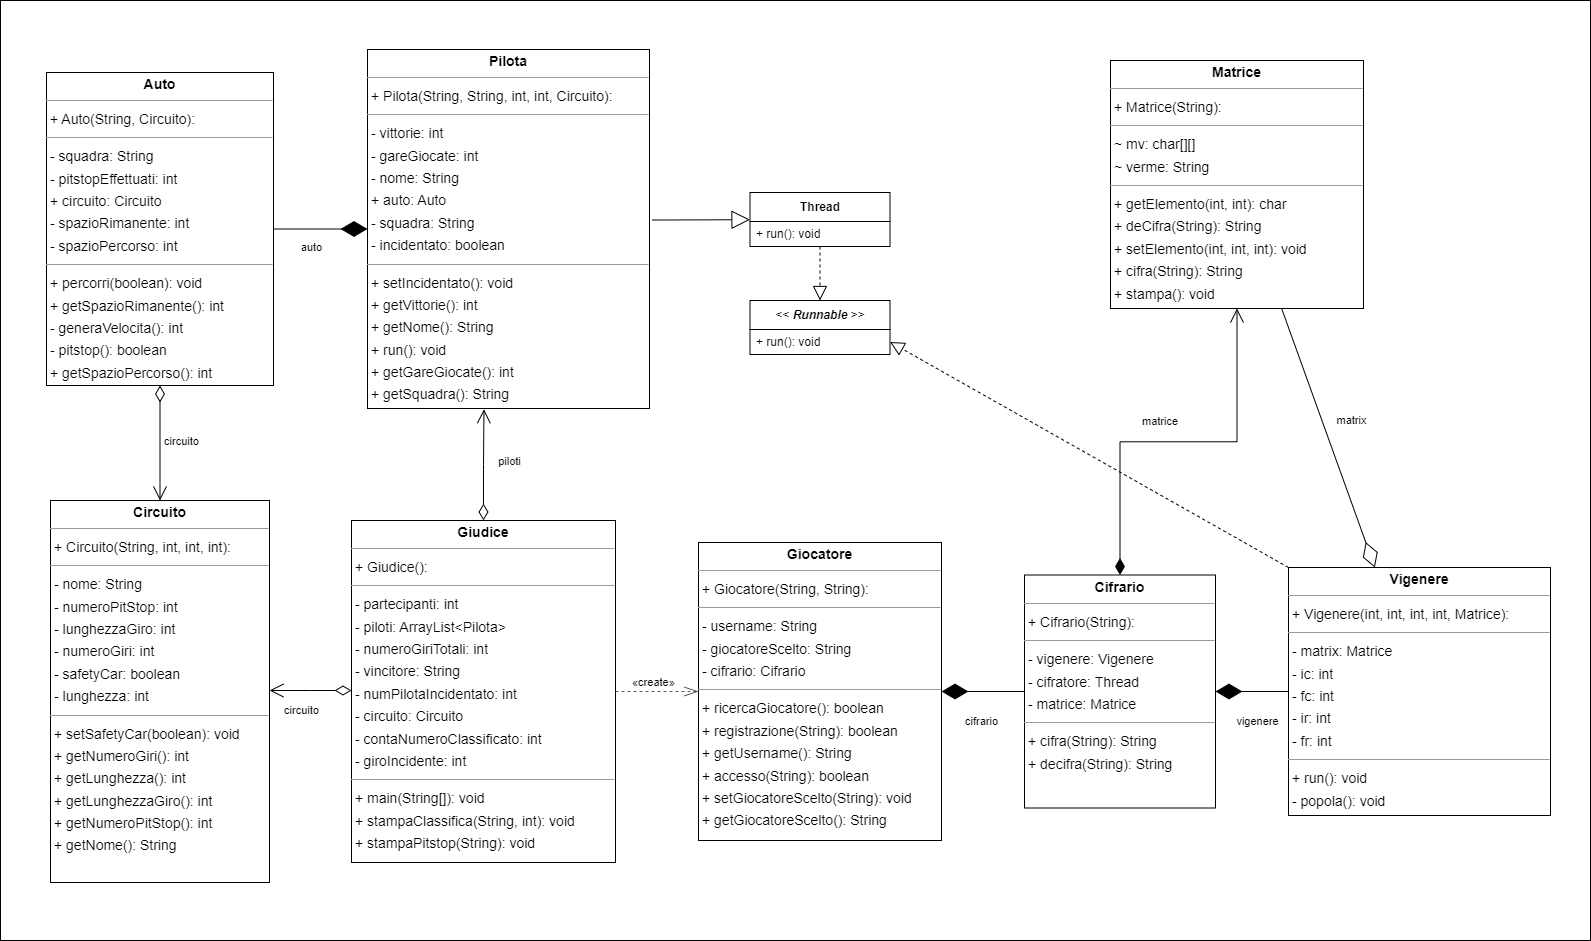 Auto
+ Auto(String, Circuito):
- squadra: String
- pitstopEffettuati: int
+ circuito: Circuito
- spazioRimanente: int
- spazioPercorso: int
+ percorri(boolean): void
+ getSpazioRimanente(): int
- generaVelocita(): int
- pitstop(): boolean
+ getSpazioPercorso(): int
auto
Pilota
+ Pilota(String, String, int, int, Circuito):
- vittorie: int
- gareGiocate: int
- nome: String
+ auto: Auto
- squadra: String
- incidentato: boolean
+ setIncidentato(): void
+ getVittorie(): int
+ getNome(): String
+ run(): void
+ getGareGiocate(): int
+ getSquadra(): String
Thread
+ run(): void
<< Runnable >>
+ run(): void
Matrice
+ Matrice(String):
~ mv: char[][]
~ verme: String
+ getElemento(int, int): char
+ deCifra(String): String
+ setElemento(int, int, int): void
+ cifra(String): String
+ stampa(): void
circuito
piloti
matrice
matrix
Circuito
+ Circuito(String, int, int, int):
- nome: String
- numeroPitStop: int
- lunghezzaGiro: int
- numeroGiri: int
- safetyCar: boolean
- lunghezza: int
+ setSafetyCar(boolean): void
+ getNumeroGiri(): int
+ getLunghezza(): int
+ getLunghezzaGiro(): int
+ getNumeroPitStop(): int
+ getNome(): String
circuito
Giudice
+ Giudice():
- partecipanti: int
- piloti: ArrayList<Pilota>
- numeroGiriTotali: int
- vincitore: String
- numPilotaIncidentato: int
- circuito: Circuito
- contaNumeroClassificato: int
- giroIncidente: int
+ main(String[]): void
+ stampaClassifica(String, int): void
+ stampaPitstop(String): void
«create»
Giocatore
+ Giocatore(String, String):
- username: String
- giocatoreScelto: String
- cifrario: Cifrario
+ ricercaGiocatore(): boolean
+ registrazione(String): boolean
+ getUsername(): String
+ accesso(String): boolean
+ setGiocatoreScelto(String): void
+ getGiocatoreScelto(): String
cifrario
Cifrario
+ Cifrario(String):
- vigenere: Vigenere
- cifratore: Thread
- matrice: Matrice
+ cifra(String): String
+ decifra(String): String
vigenere
Vigenere
+ Vigenere(int, int, int, int, Matrice):
- matrix: Matrice
- ic: int
- fc: int
- ir: int
- fr: int
+ run(): void
- popola(): void